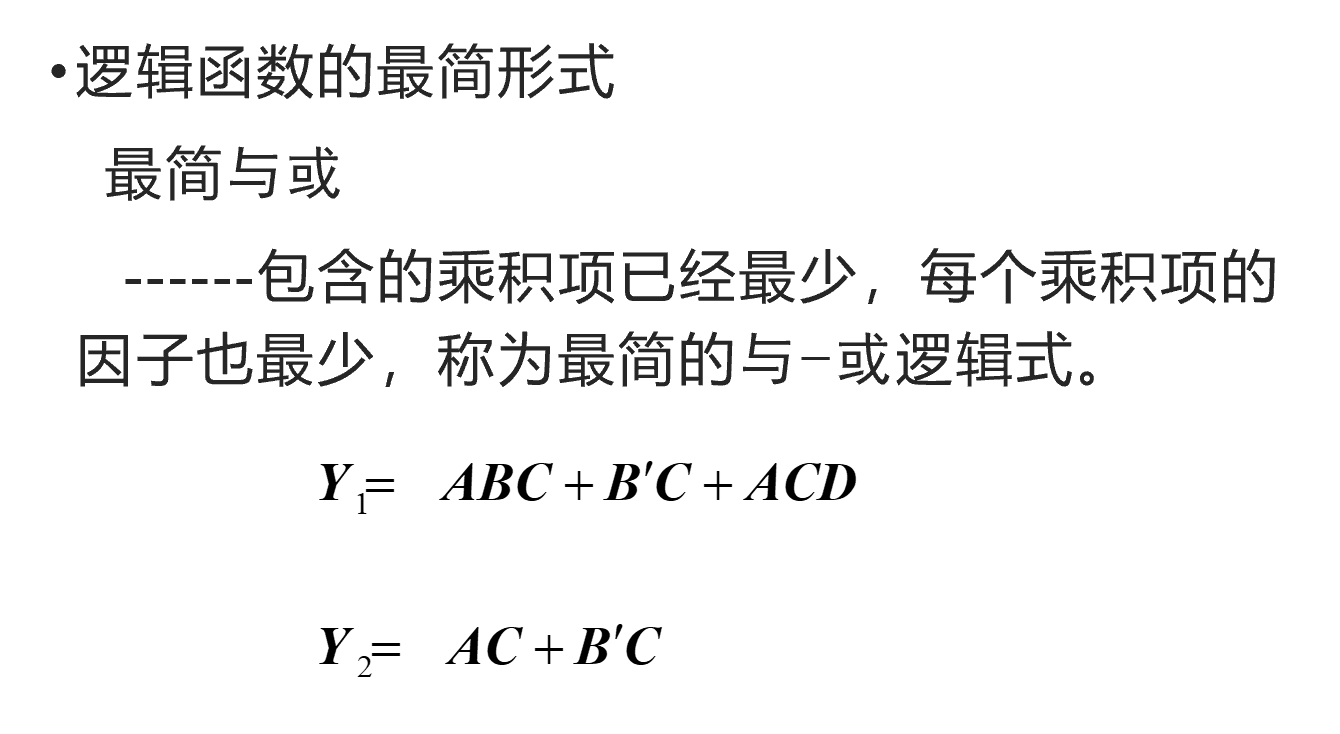 •逻辑函数的最简形式
最简与或
------包含的乘积项已经最少，每个乘积项的
因子也最少，称为最简的与−或逻辑式。
Y₁= ABC + B′C + ACD
Y₂= AC + B′C